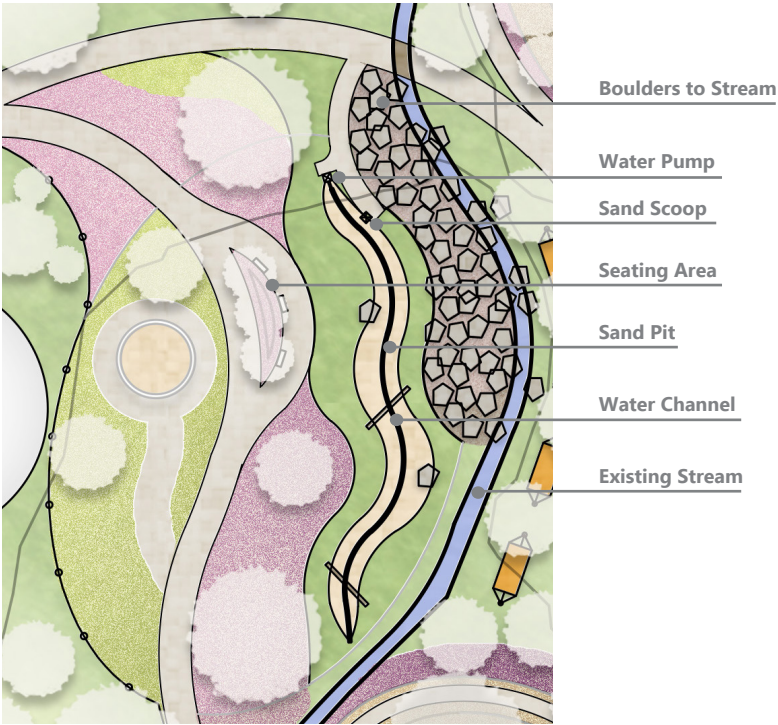 Boulders to Stream
Water Pump
Sand Scoop
Seating Area
Sand Pit
Water Channel
Existing Stream